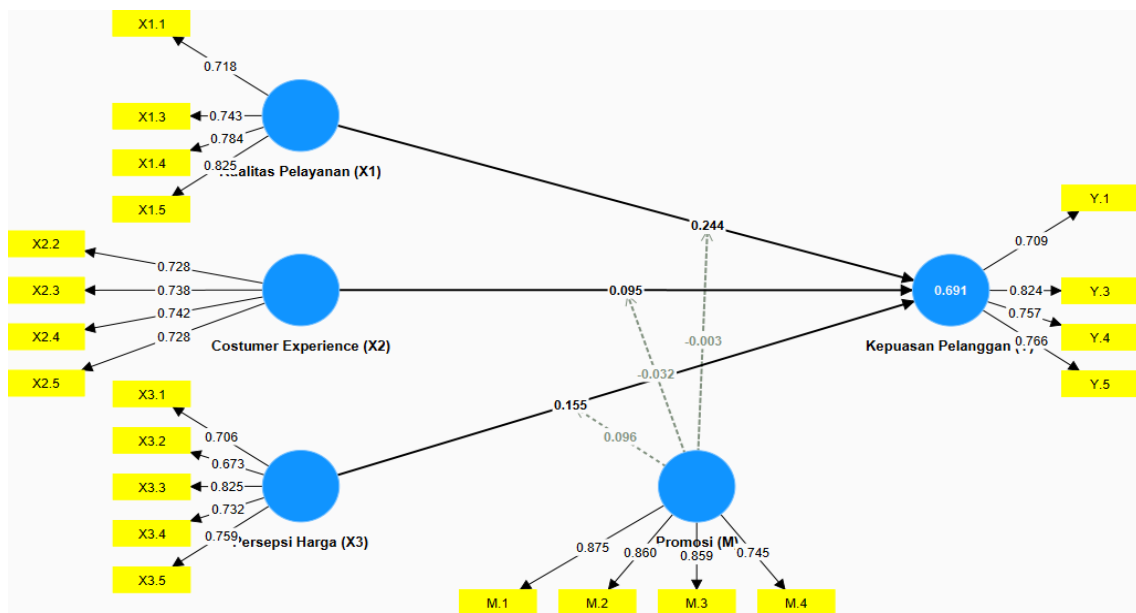 X1.1
0.718
X1.3
0.743
X1.4
0.784
X1.5
0.825
Kualitas Pelayanan (X1)
0.244
X2.2
0.728
X2.3
0.738
X2.4
0.742
X2.5
0.728
Costumer Experience (X2)
0.095
X3.1
0.706
X3.2
0.673
X3.3
0.825
X3.4
0.732
X3.5
0.759
Persepsi Harga (X3)
0.155
-0.003
-0.032
0.096
Promosi (M)
0.875
0.860
0.859
0.745
M.1
M.2
M.3
M.4
0.691
Kepuasan Pelanggan (Y)
Y.1
0.709
Y.3
0.824
Y.4
0.757
Y.5
0.766